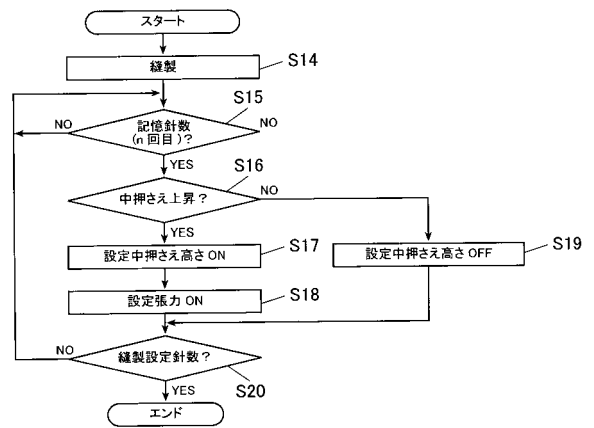 スタート
縫製
S14
S15
NO
記憶針数
(n回目)?
NO
YES
S16
中押さえ上昇?
NO
YES
S17
設定中押さえ高さ ON
設定中押さえ高さ OFF
S19
設定張力 ON
S18
NO
縫製設定針数?
S20
YES
エンド